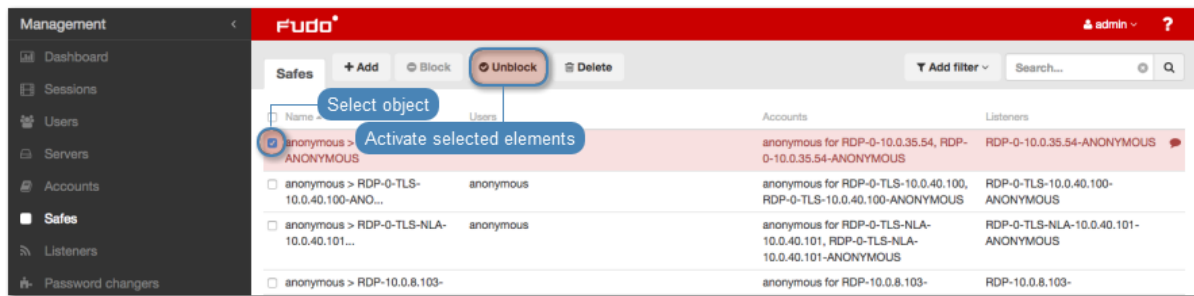 Management
FUDO
admin
?
Dashboard
Sessions
Users
Servers
Accounts
Safes
Listeners
Password changers
Safes
+ Add
Block
Unblock
Delete
Add filter
Search...
Select object
Activate selected elements
Name
Users
Accounts
Listeners
anonymous >
ANONYMOUS
anonymous for RDP-0-10.0.35.54, RDP-
0-10.0.35.54-ANONYMOUS
RDP-0-10.0.35.54-ANONYMOUS
anonymous > RDP-0-TLS-
10.0.40.100-ANO...
anonymous
anonymous for RDP-0-TLS-10.0.40.100,
RDP-0-TLS-10.0.40.100-ANONYMOUS
RDP-0-TLS-10.0.40.100-
ANONYMOUS
anonymous > RDP-0-TLS-NLA-
10.0.40.101...
anonymous
anonymous for RDP-0-TLS-NLA-
10.0.40.101, RDP-0-TLS-NLA-
10.0.40.101-ANONYMOUS
RDP-0-TLS-NLA-10.0.40.101-
ANONYMOUS
anonymous > RDP-10.0.8.103-
anonymous for RDP-10.0.8.103-
RDP-10.0.8.103-